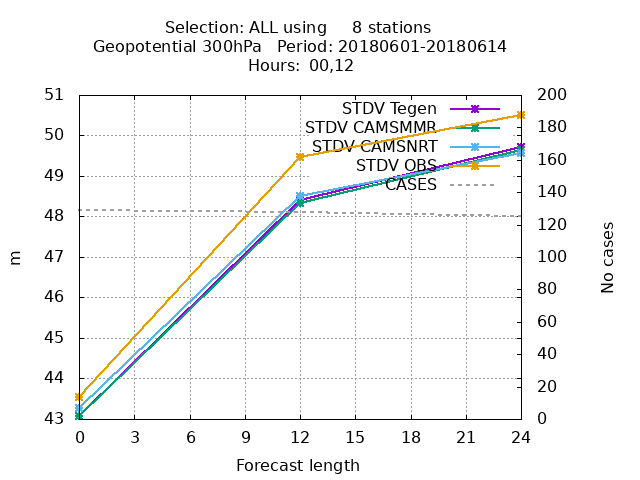 Selection: ALL using     8 stations
Geopotential 300hPa   Period: 20180601-20180614
Hours: 00,12
51
50
49
48
47
46
45
44
43
200
180
160
140
120
100
80
60
40
20
0
STDV Tegen
STDV CAMSMMR
STDV CAMSNRT
STDV OBS
CASES
m
No cases
0 3 6 9 12 15 18 21 24
Forecast length